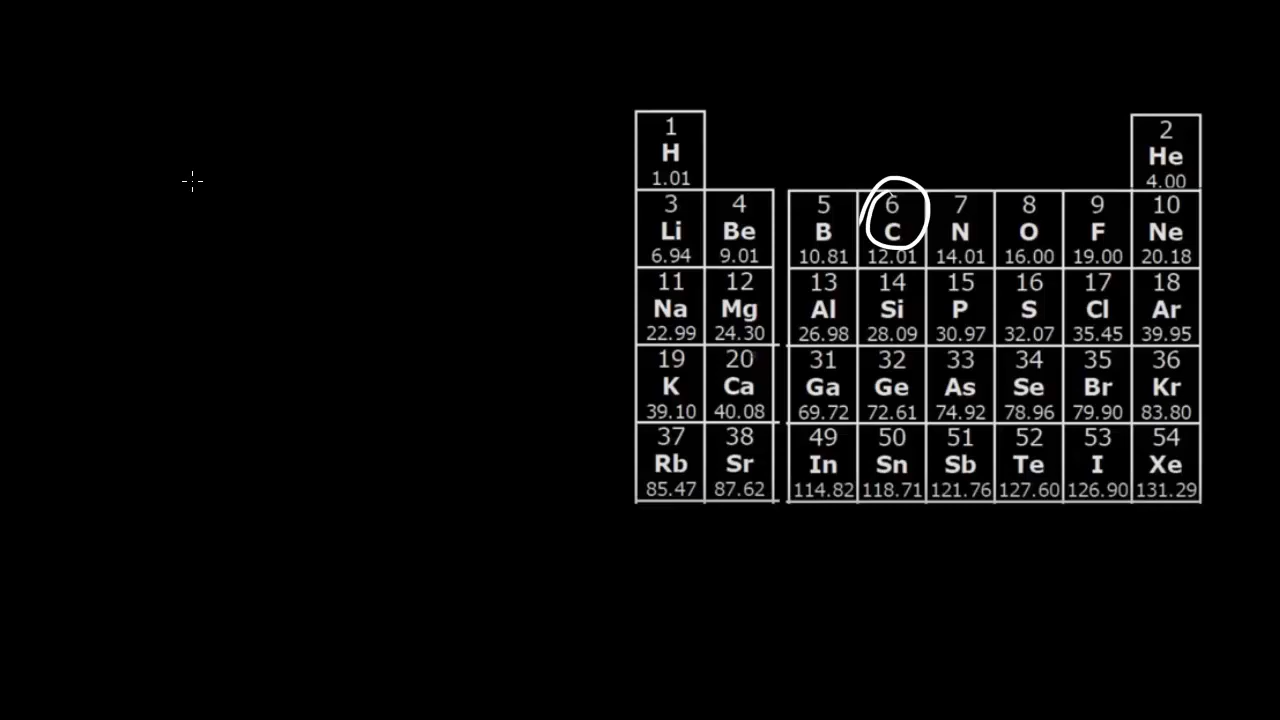 1 2
H He
1.01 4.00
3 4 5 6 7 8 9 10
Li Be B C N O F Ne
6.94 9.01 10.81 12.01 14.01 16.00 19.00 20.18
11 12 13 14 15 16 17 18
Na Mg Al Si P S Cl Ar
22.99 24.30 26.98 28.09 30.97 32.07 35.45 39.95
19 20 31 32 33 34 35 36
K Ca Ga Ge As Se Br Kr
39.10 40.08 69.72 72.61 74.92 78.96 79.90 83.80
37 38 49 50 51 52 53 54
Rb Sr In Sn Sb Te I Xe
85.47 87.62 114.82 118.71 121.76 127.60 126.90 131.29